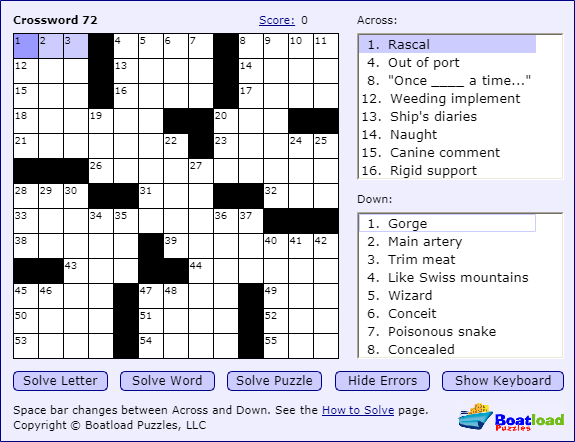 Crossword 72
Score: 0
1 2 3 4 5 6 7 8 9 10 11
12 13 14
15 16 17
18 19 20
21 22 23 24 25
26 27
28 29 30 31 32
33 34 35 36 37
38 39 40 41 42
43 44
45 46 47 48 49
50 51 52
53 54 55
Across:
1. Rascal
4. Out of port
8. "Once ____ a time..."
12. Weeding implement
13. Ship's diaries
14. Naught
15. Canine comment
16. Rigid support
Down:
1. Gorge
2. Main artery
3. Trim meat
4. Like Swiss mountains
5. Wizard
6. Conceit
7. Poisonous snake
8. Concealed
Solve Letter Solve Word Solve Puzzle Hide Errors Show Keyboard
Space bar changes between Across and Down. See the How to Solve page.
Copyright © Boatload Puzzles, LLC
Boatload
Puzzles